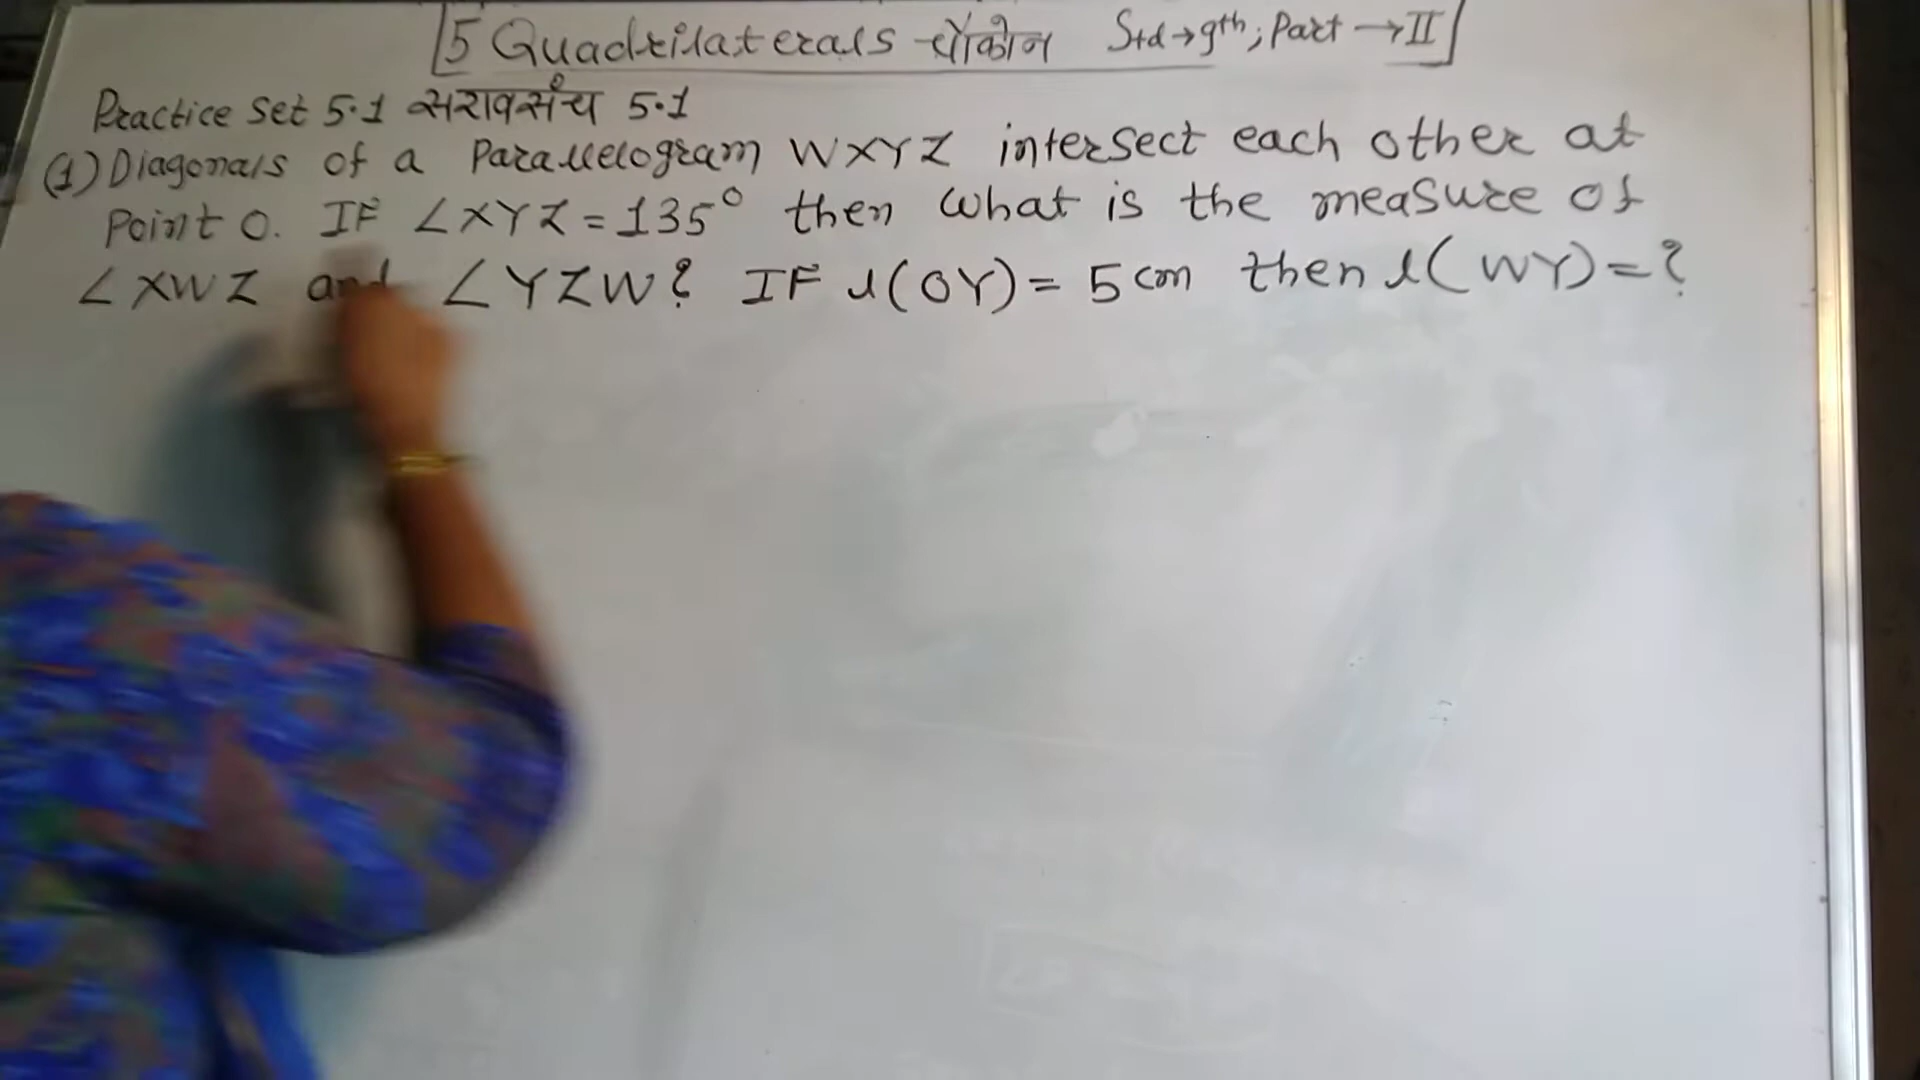 [5 Quadrilaterals चौकोन Std→9th; Part→II]
Practice set 5.1 सरावसंच 5.1
(1) Diagonals of a Parallelogram WXYZ intersect each other at
Point O. IF ∠XYZ = 135° then what is the measure of
∠XWZ and ∠YZW? IF l(OY) = 5 cm then l(WY) = ?